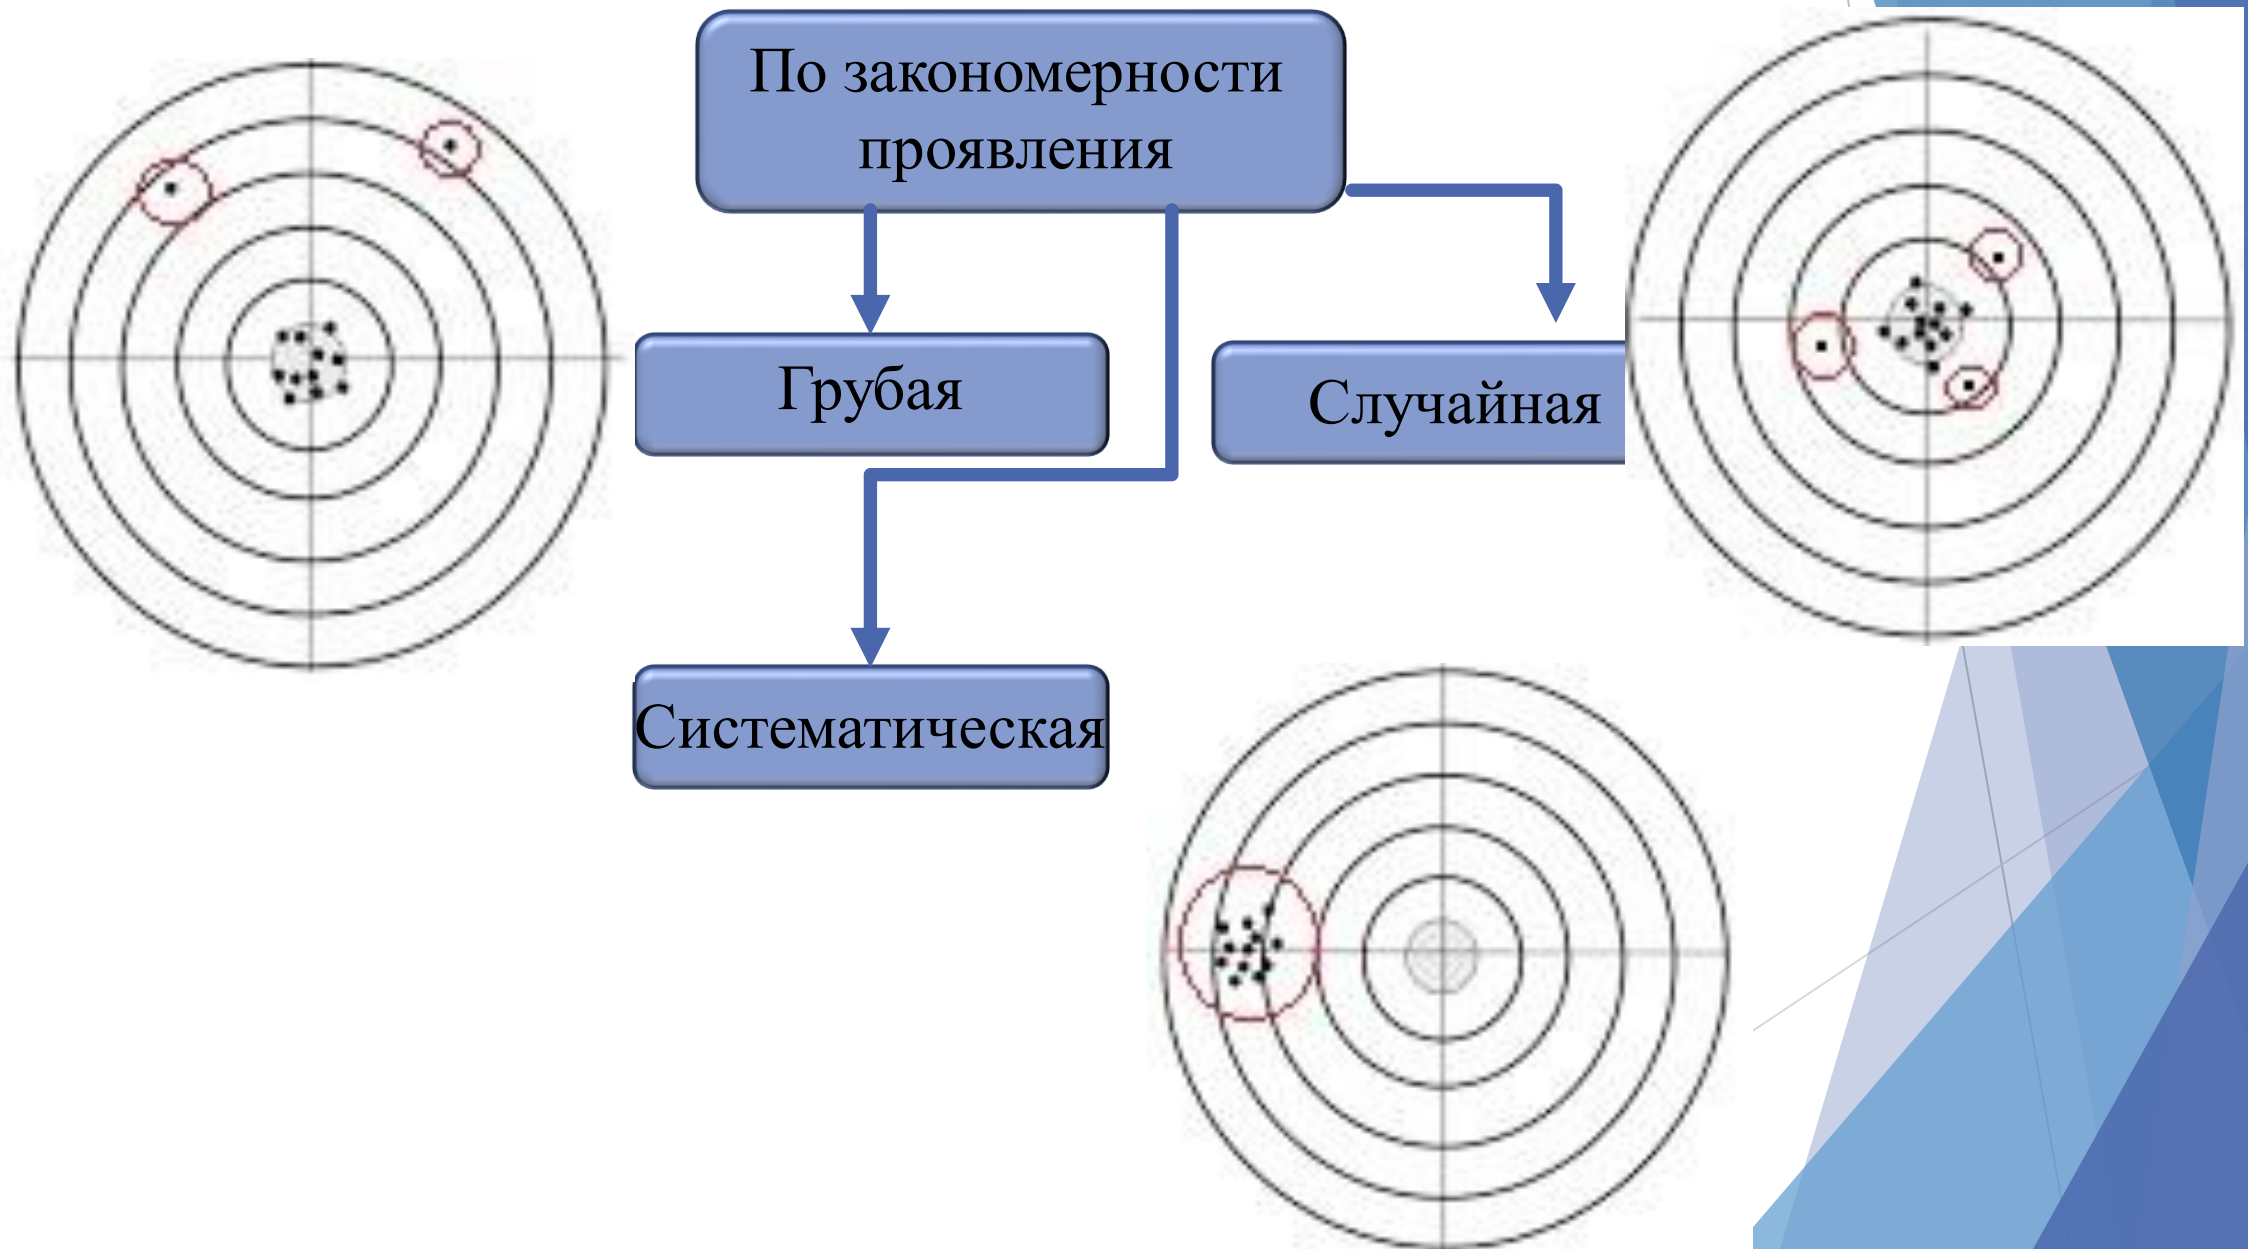 По закономерности
проявления
Грубая
Случайная
Систематическая